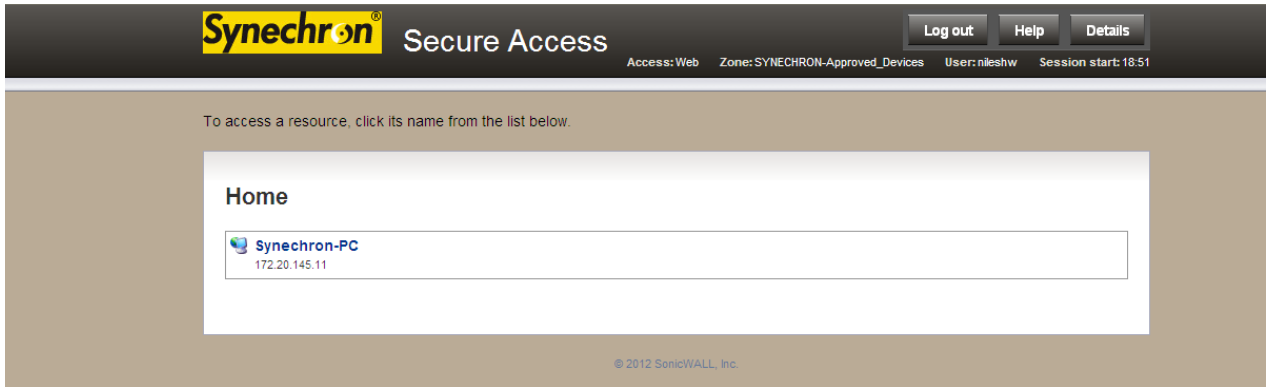 Synechron® Secure Access
Log out Help Details
Access: Web Zone: SYNECHRON-Approved_Devices User: nileshw Session start: 18:51
To access a resource, click its name from the list below.
Home
Synechron-PC
172.20.145.11
© 2012 SonicWALL, Inc.